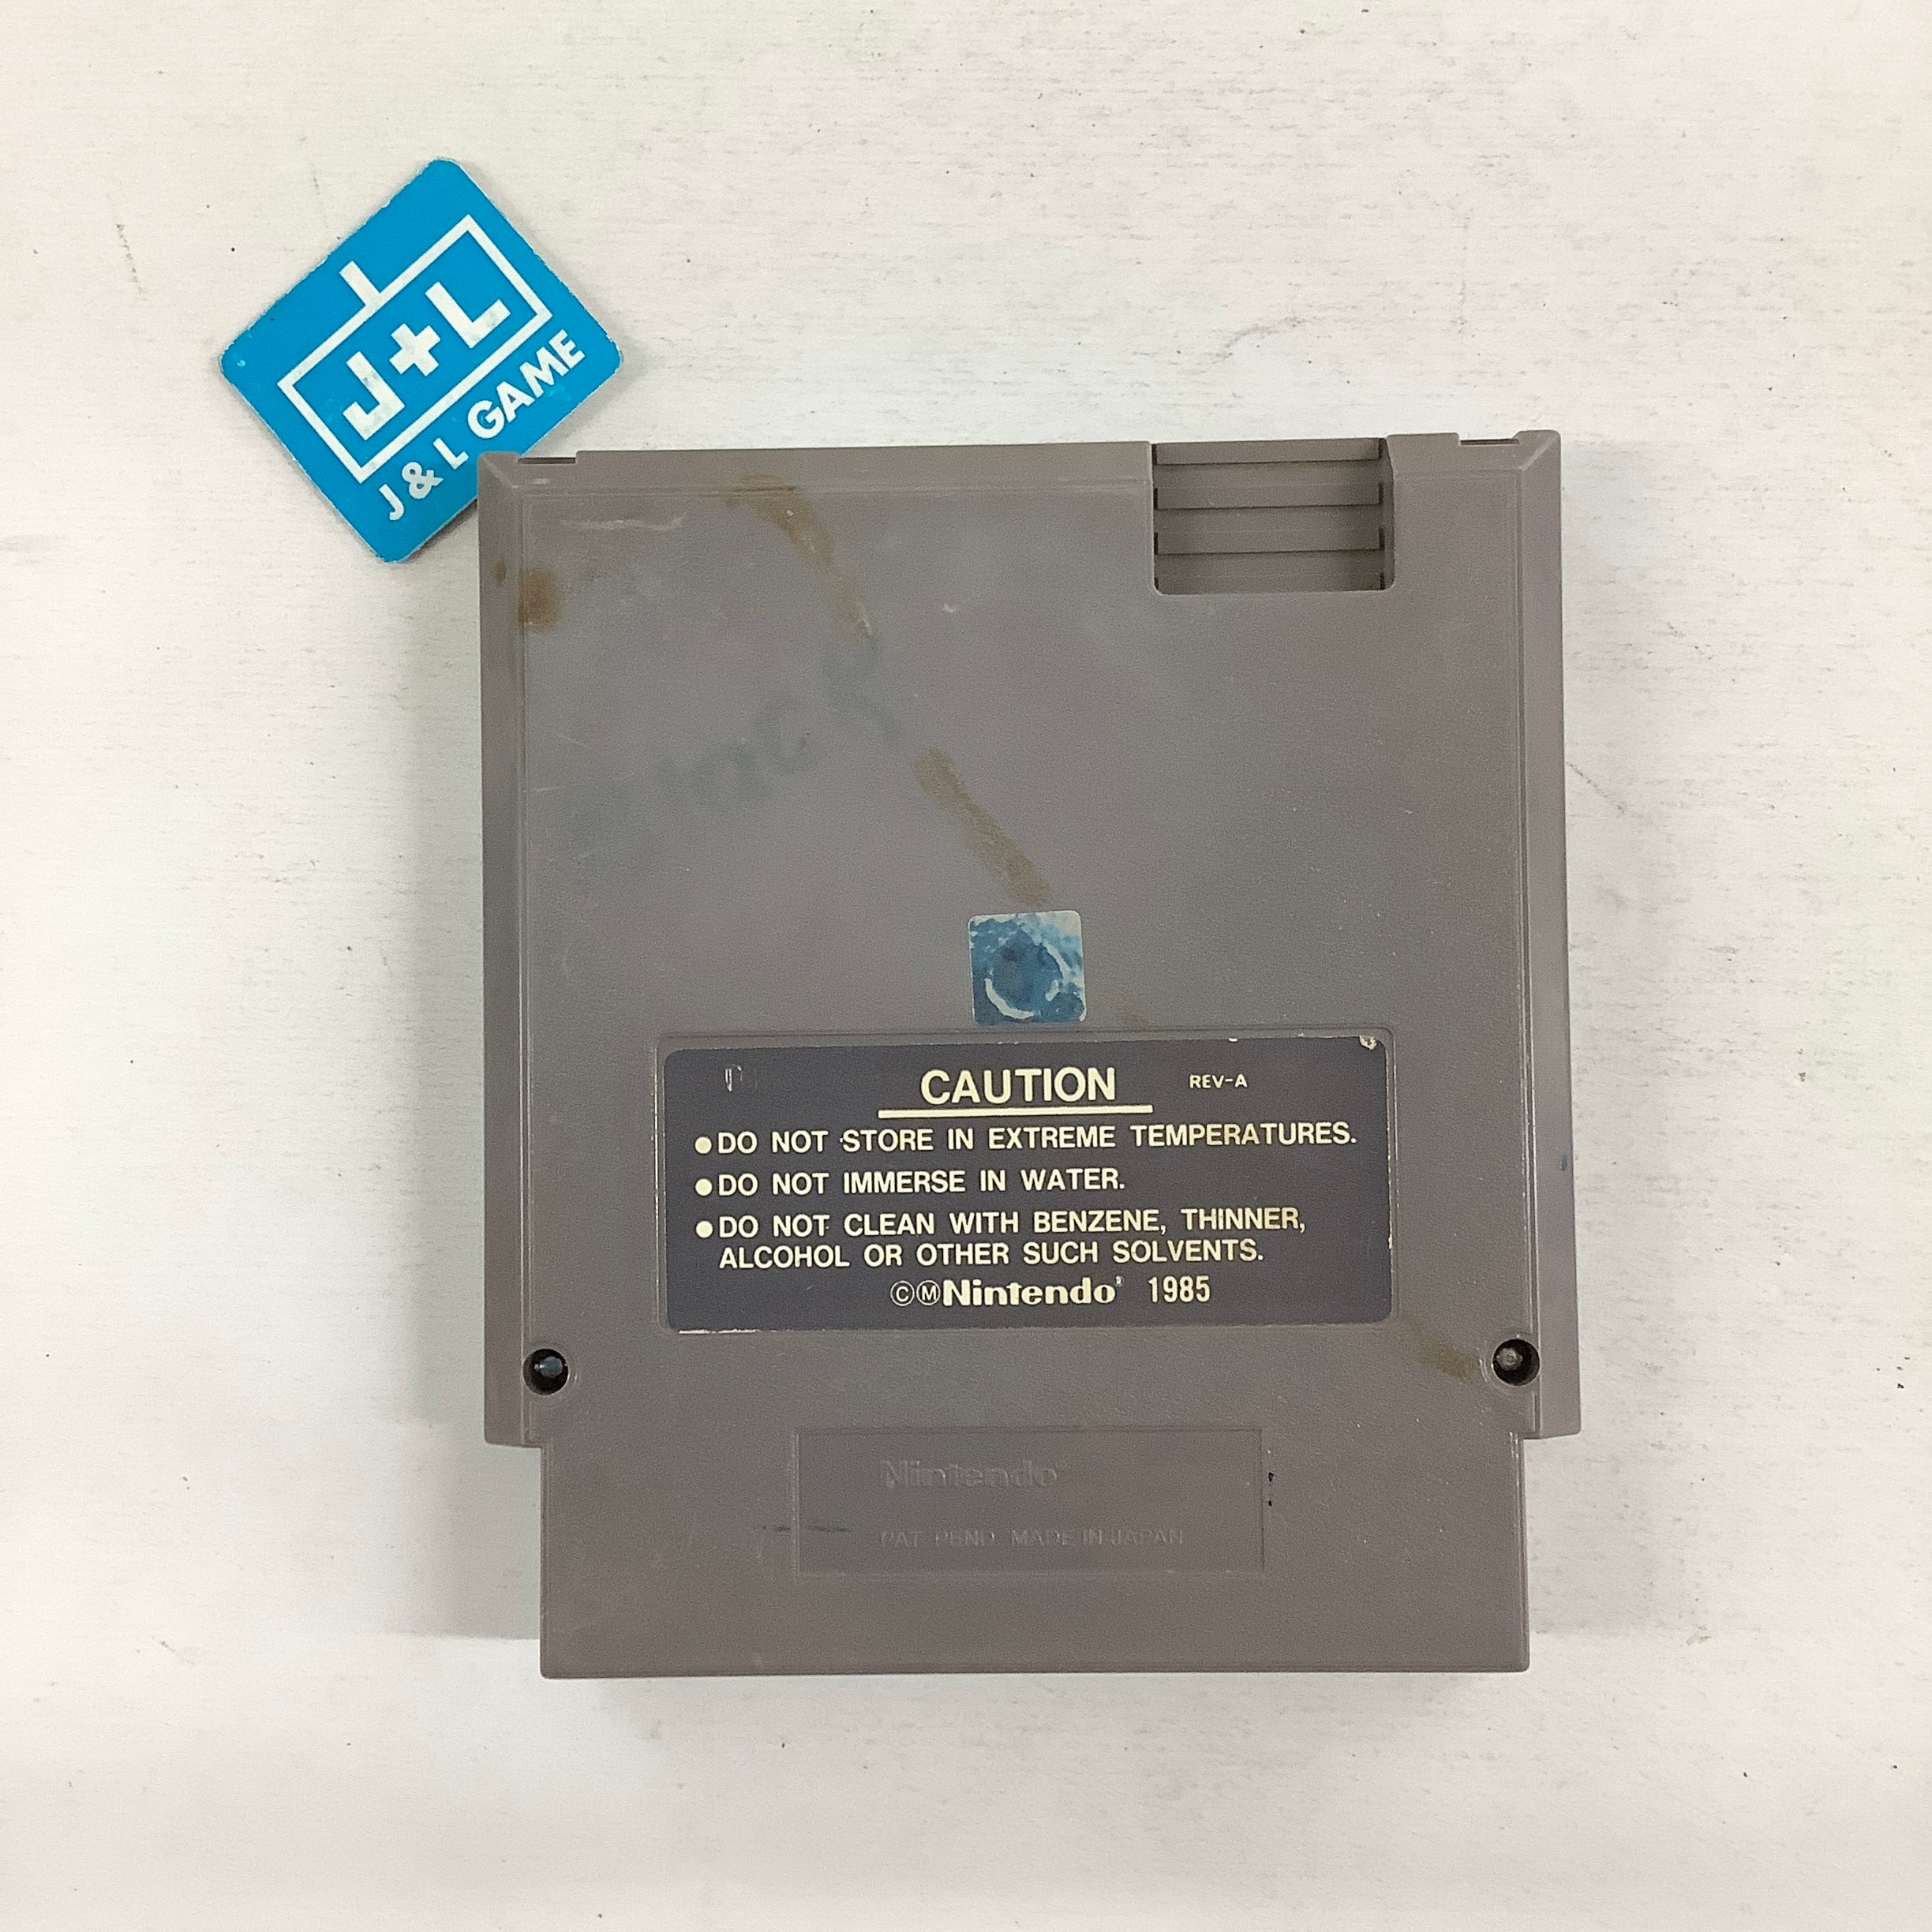 J+L
J & L GAME
CAUTION REV-A
●DO NOT STORE IN EXTREME TEMPERATURES.
●DO NOT IMMERSE IN WATER.
●DO NOT CLEAN WITH BENZENE, THINNER,
ALCOHOL OR OTHER SUCH SOLVENTS.
©ⓂNintendo® 1985
Nintendo®
PAT. PEND. MADE IN JAPAN